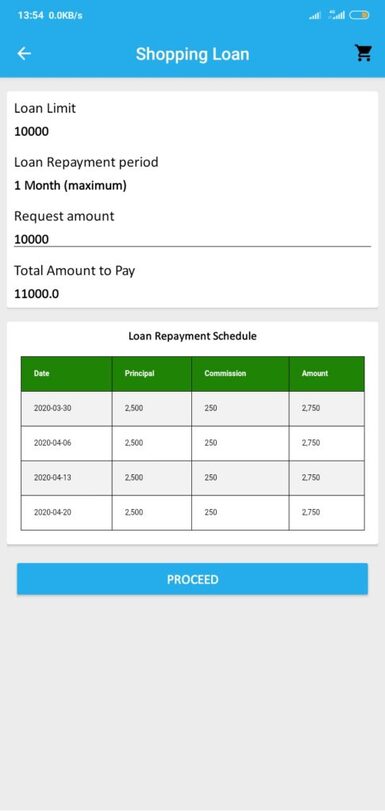 13:54 0.0KB/s 4G
Shopping Loan
Loan Limit
10000
Loan Repayment period
1 Month (maximum)
Request amount
10000
Total Amount to Pay
11000.0
Loan Repayment Schedule
Date Principal Commission Amount
2020-03-30 2,500 250 2,750
2020-04-06 2,500 250 2,750
2020-04-13 2,500 250 2,750
2020-04-20 2,500 250 2,750
PROCEED